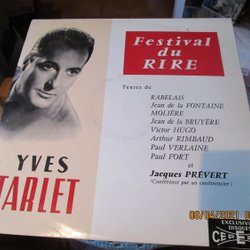 Festival
du
RIRE
Textes de
RABELAIS
Jean de la FONTAINE
MOLIÈRE
Jean de la BRUYÈRE
Victor HUGO
Arthur RIMBAUD
Paul VERLAINE
Paul FORT
et
Jacques PRÉVERT
(Conférence par un conférencier)
YVES
TARLET
EXCLUSIVITÉ